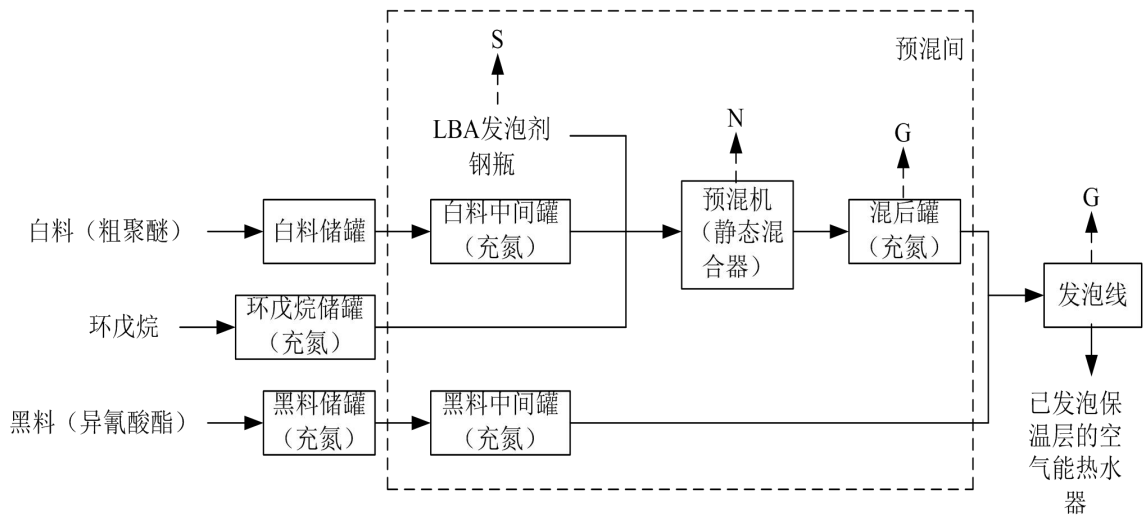 S
预混间
LBA发泡剂
钢瓶
N
G
白料（粗聚醚）
白料储罐
白料中间罐
（充氮）
预混机
（静态混
合器）
混后罐
（充氮）
G
环戊烷
环戊烷储罐
（充氮）
发泡线
黑料（异氰酸酯）
黑料储罐
（充氮）
黑料中间罐
（充氮）
已发泡保
温层的空
气能热水
器